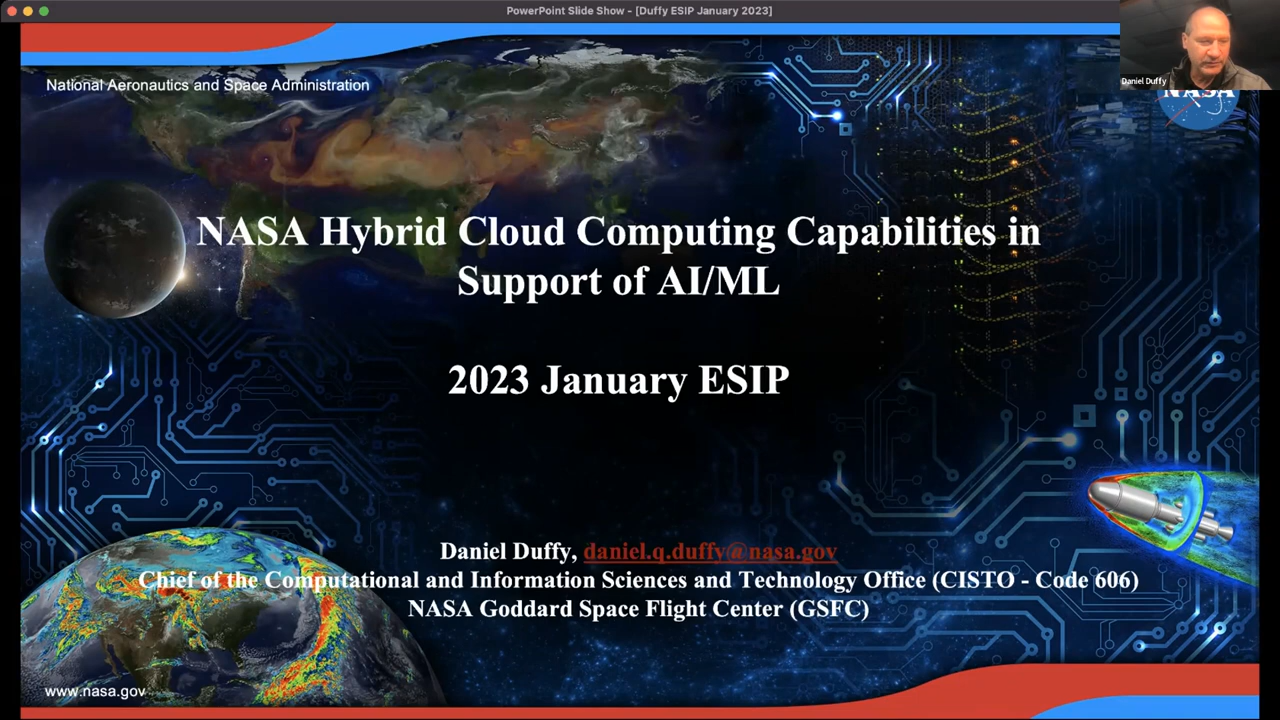 PowerPoint Slide Show - [Duffy ESIP January 2023]
National Aeronautics and Space Administration
Daniel Duffy
NASA
NASA Hybrid Cloud Computing Capabilities in
Support of AI/ML
2023 January ESIP
Daniel Duffy, daniel.q.duffy@nasa.gov
Chief of the Computational and Information Sciences and Technology Office (CISTO - Code 606)
NASA Goddard Space Flight Center (GSFC)
www.nasa.gov